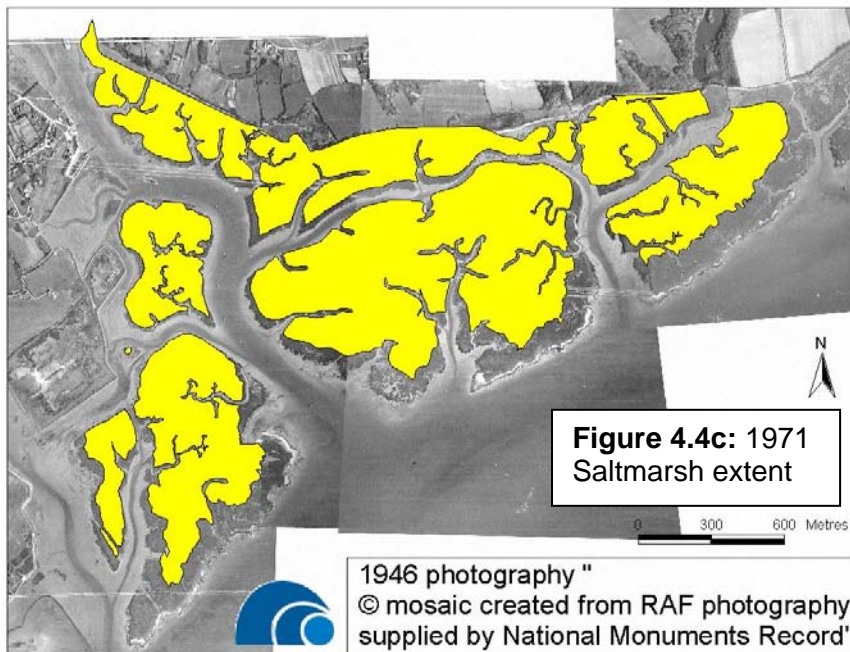 N
Figure 4.4c: 1971
Saltmarsh extent
0 300 600 Metres
1946 photography "
© mosaic created from RAF photography
supplied by National Monuments Record'